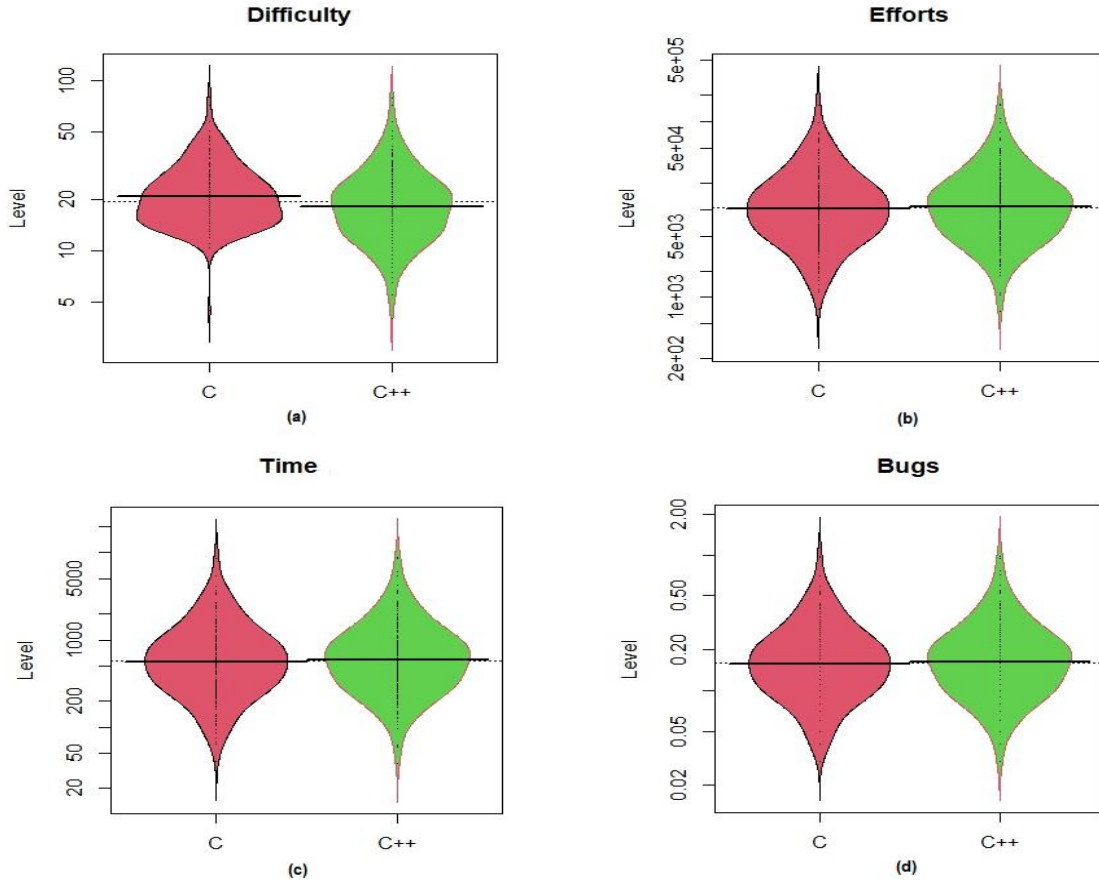 Difficulty
Level
100
50
20
10
5
C
C++
(a)
Efforts
Level
5e+05
5e+04
5e+03
1e+03
2e+02
C
C++
(b)
Time
Level
5000
1000
200
50
20
C
C++
(c)
Bugs
Level
2.00
0.50
0.20
0.05
0.02
C
C++
(d)